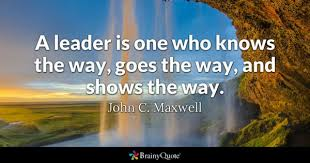 A leader is one who knows
the way, goes the way, and
shows the way.
John C. Maxwell
BrainyQuote